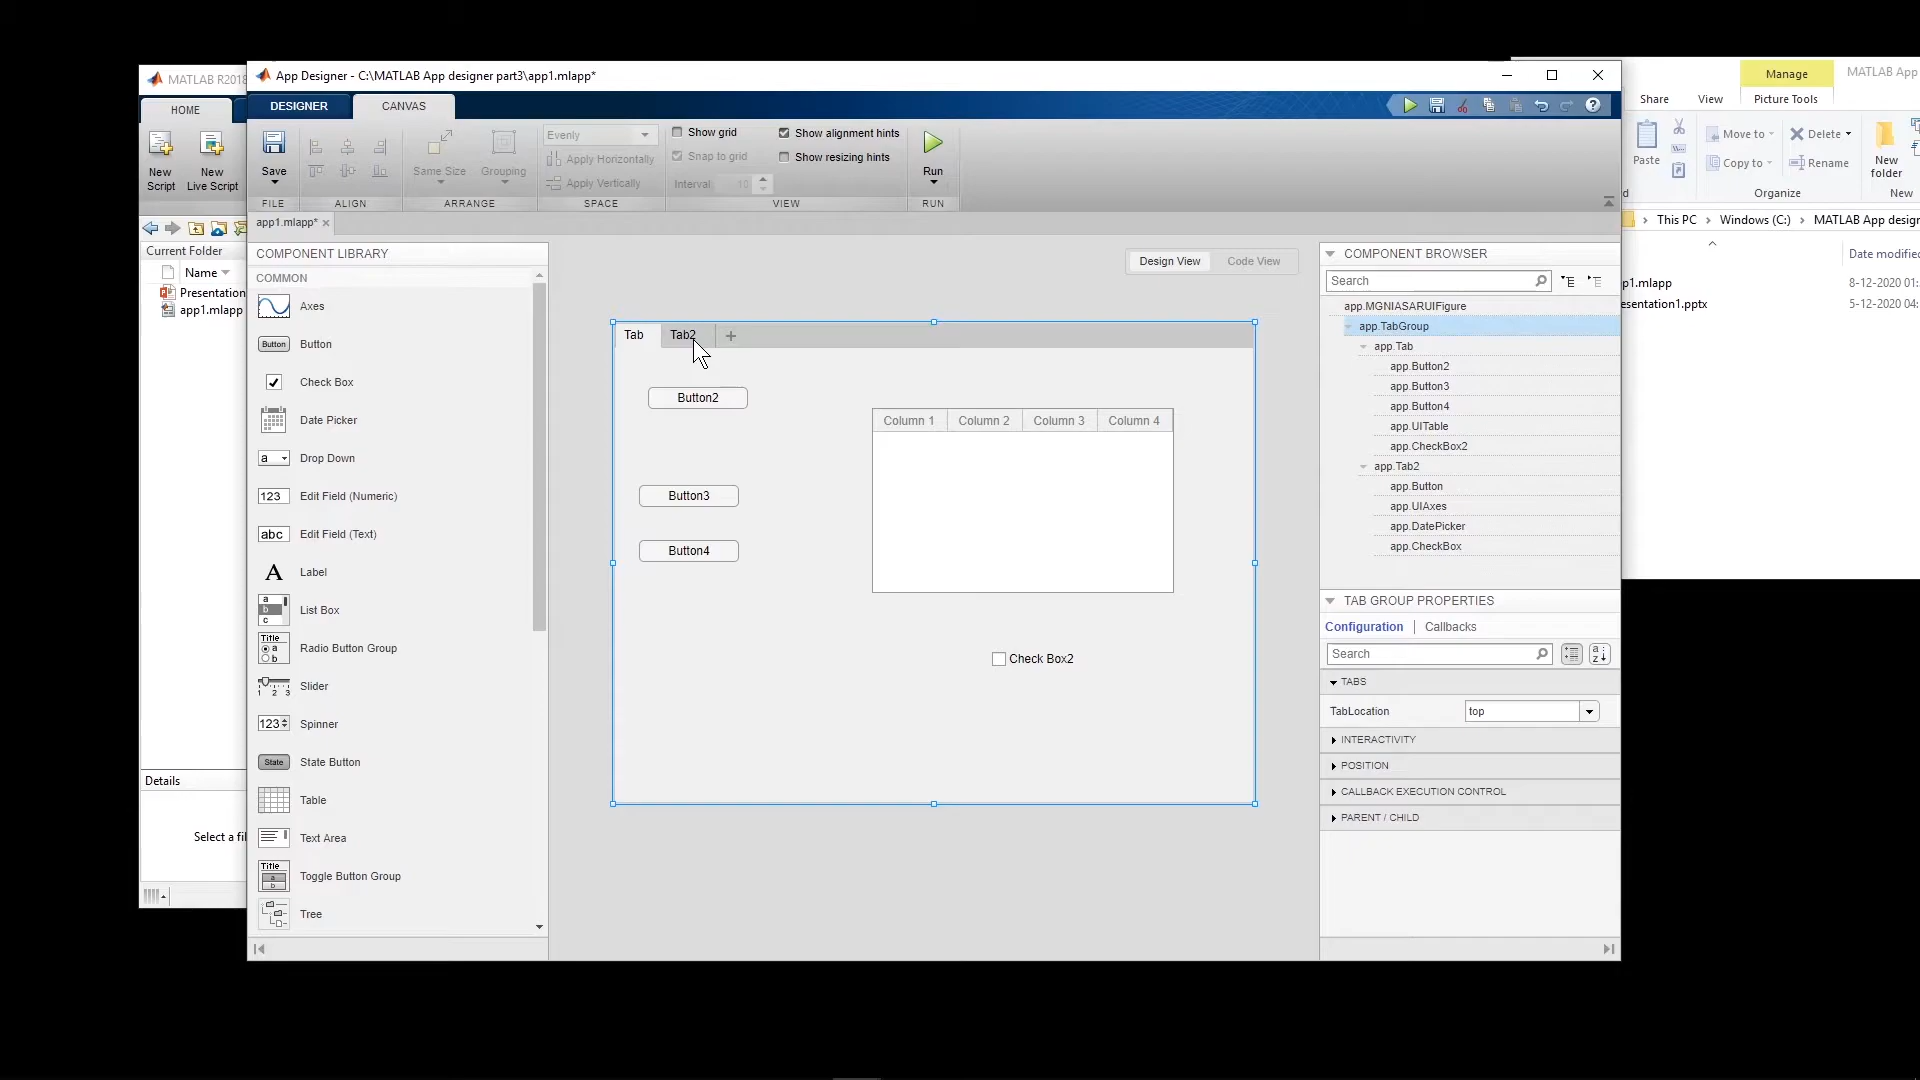 MATLAB R2018
HOME
New Script
New Live Script
Current Folder
Name
Presentation
app1.mlapp
Details
Select a fil
App Designer - C:\MATLAB App designer part3\app1.mlapp*
DESIGNER
CANVAS
Save
Same Size
Grouping
Evenly
Apply Horizontally
Apply Vertically
Show grid
Snap to grid
Interval: 10
Show alignment hints
Show resizing hints
Run
FILE
ALIGN
ARRANGE
SPACE
VIEW
RUN
app1.mlapp*
COMPONENT LIBRARY
COMMON
Axes
Button Button
Check Box
Date Picker
a Drop Down
123 Edit Field (Numeric)
abc Edit Field (Text)
A Label
a b c List Box
Title a b Radio Button Group
1 2 3 Slider
123 Spinner
State State Button
Table
Text Area
Title a b Toggle Button Group
Tree
Design View
Code View
Tab
Tab2
+
Button2
Button3
Button4
Column 1
Column 2
Column 3
Column 4
Check Box2
COMPONENT BROWSER
Search
app.MGNIASARUIFigure
app.TabGroup
app.Tab
app.Button2
app.Button3
app.Button4
app.UITable
app.CheckBox2
app.Tab2
app.Button
app.UIAxes
app.DatePicker
app.CheckBox
TAB GROUP PROPERTIES
Configuration | Callbacks
Search
TABS
TabLocation top
INTERACTIVITY
POSITION
CALLBACK EXECUTION CONTROL
PARENT / CHILD
Manage
MATLAB App
Share
View
Picture Tools
Paste
Move to
Copy to
Delete
Rename
New folder
Organize
New
This PC > Windows (C:) > MATLAB App design
Date modified
p1.mlapp 8-12-2020 01:
esentation1.pptx 5-12-2020 04: